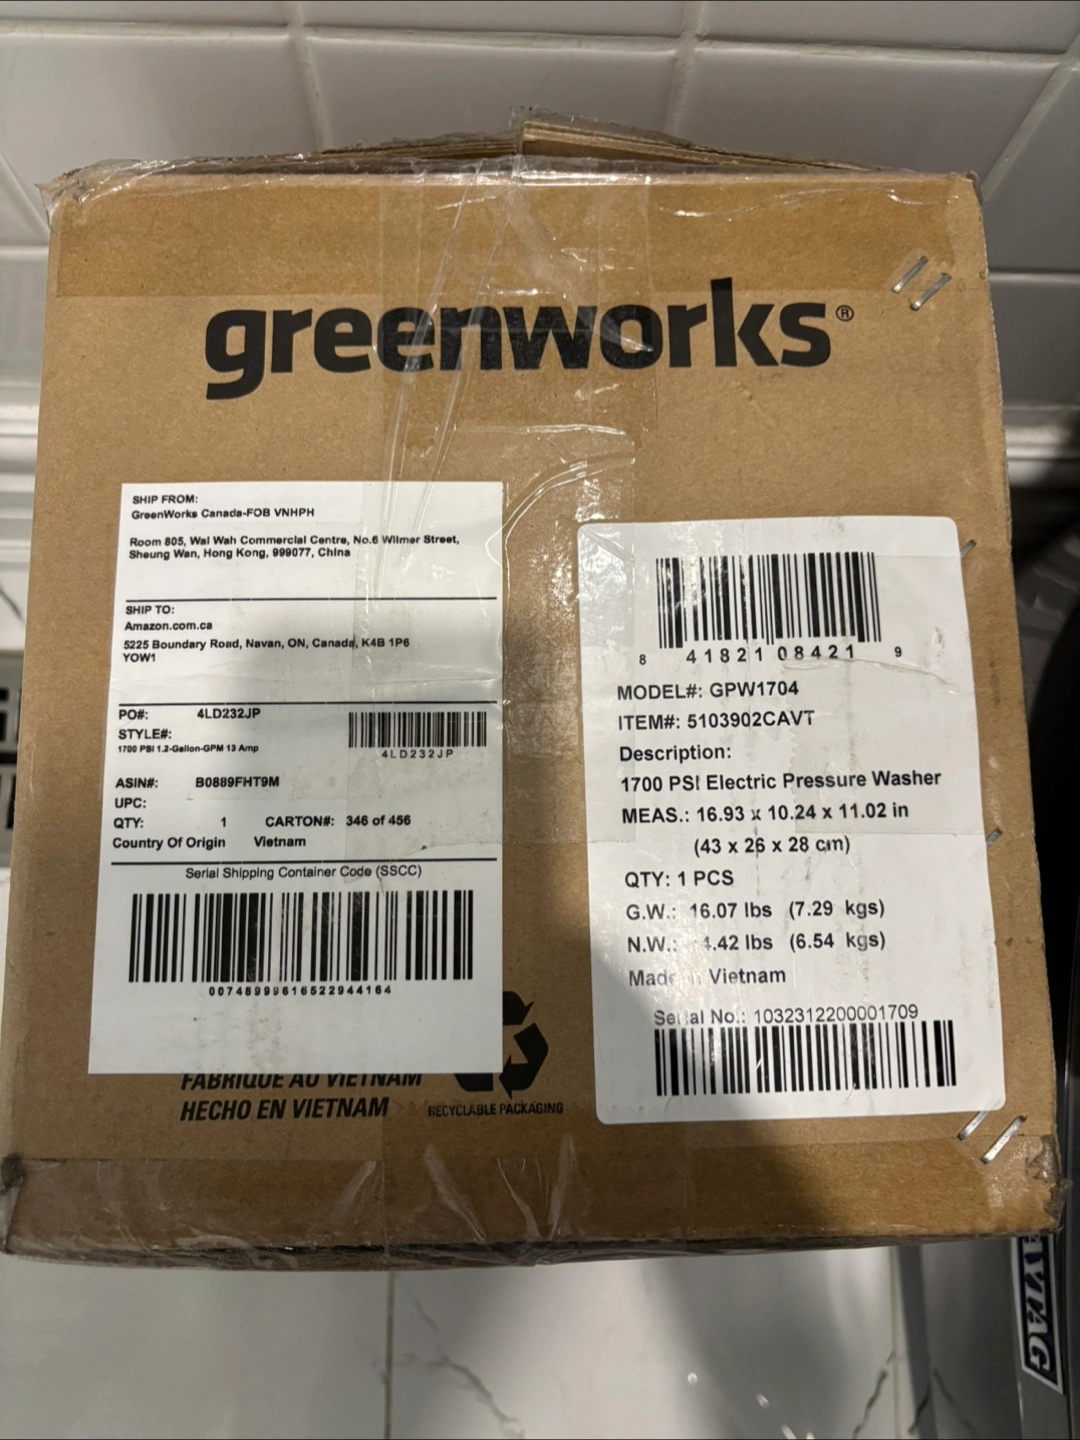 greenworks®
SHIP FROM:
GreenWorks Canada-FOB VNHPH
Room 805, Wai Wah Commercial Centre, No.6 Wilmer Street,
Sheung Wan, Hong Kong, 999077, China
SHIP TO:
Amazon.com.ca
5225 Boundary Road, Navan, ON, Canada, K4B 1P6
YOW1
PO#: 4LD232JP
STYLE#:
1700 PSI 1.2-Gallon-GPM 13 Amp
4LD232JP
ASIN#: B0889FHT9M
UPC:
QTY: 1 CARTON#: 346 of 456
Country Of Origin Vietnam
Serial Shipping Container Code (SSCC)
00748999616522944164
FABRIQUÉ AU VIETNAM
HECHO EN VIETNAM
RECYCLABLE PACKAGING
8 41821 08421 9
MODEL#: GPW1704
ITEM#: 5103902CAVT
Description:
1700 PSI Electric Pressure Washer
MEAS.: 16.93 x 10.24 x 11.02 in
(43 x 26 x 28 cm)
QTY: 1 PCS
G.W.: 16.07 lbs (7.29 kgs)
N.W.: 4.42 lbs (6.54 kgs)
Made in Vietnam
Serial No.: 1032312200001709
MAYTAG